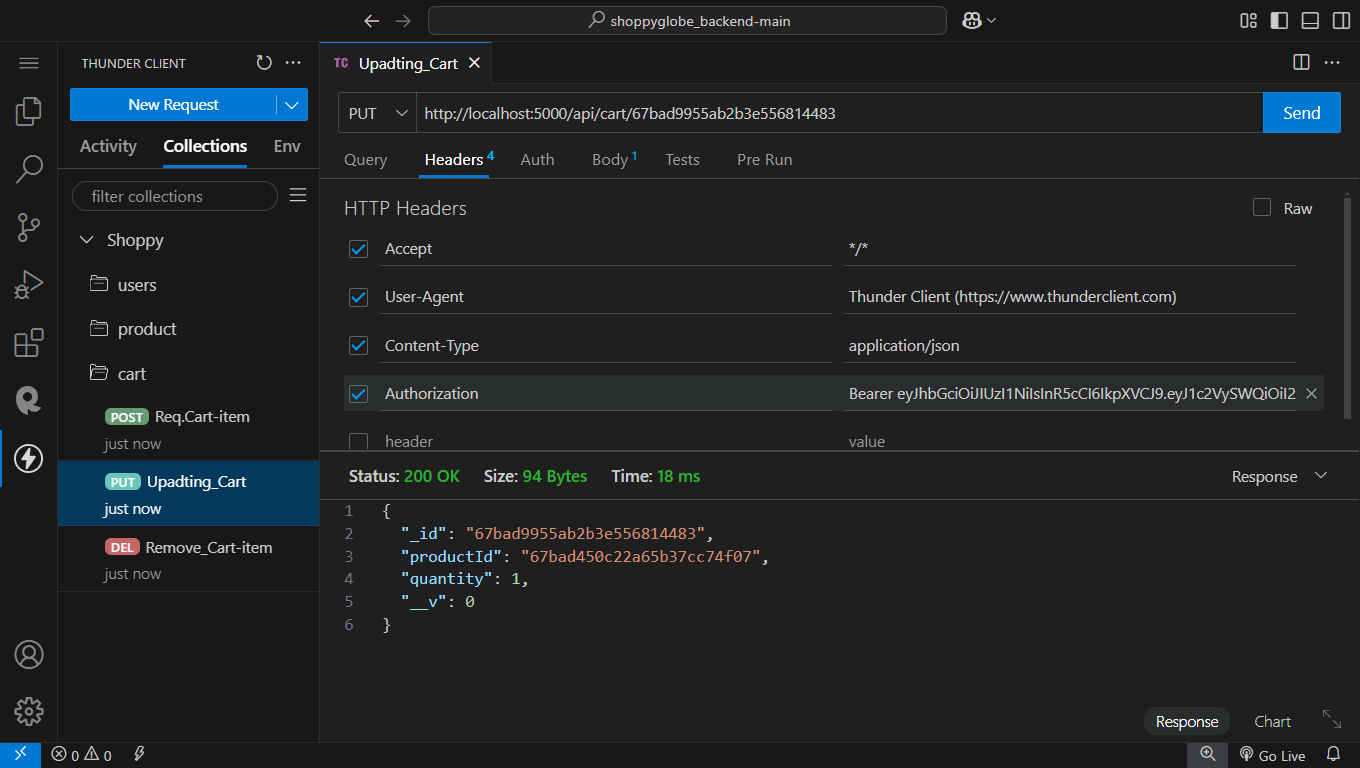 shoppyglobe_backend-main
THUNDER CLIENT
New Request
Activity Collections Env
filter collections
Shoppy
users
product
cart
POST Req.Cart-item
just now
PUT Upadting_Cart
just now
DEL Remove_Cart-item
just now
TC Upadting_Cart
PUT http://localhost:5000/api/cart/67bad9955ab2b3e556814483 Send
Query Headers 4 Auth Body 1 Tests Pre Run
HTTP Headers Raw
Accept */*
User-Agent Thunder Client (https://www.thunderclient.com)
Content-Type application/json
Authorization Bearer eyJhbGciOiJIUzI1NiIsInR5cCI6IkpXVCJ9.eyJ1c2VySWQiOiI2
header value
Status: 200 OK Size: 94 Bytes Time: 18 ms Response
1 {
2 "_id": "67bad9955ab2b3e556814483",
3 "productId": "67bad450c22a65b37cc74f07",
4 "quantity": 1,
5 "__v": 0
6 }
Response Chart
0 0 Go Live